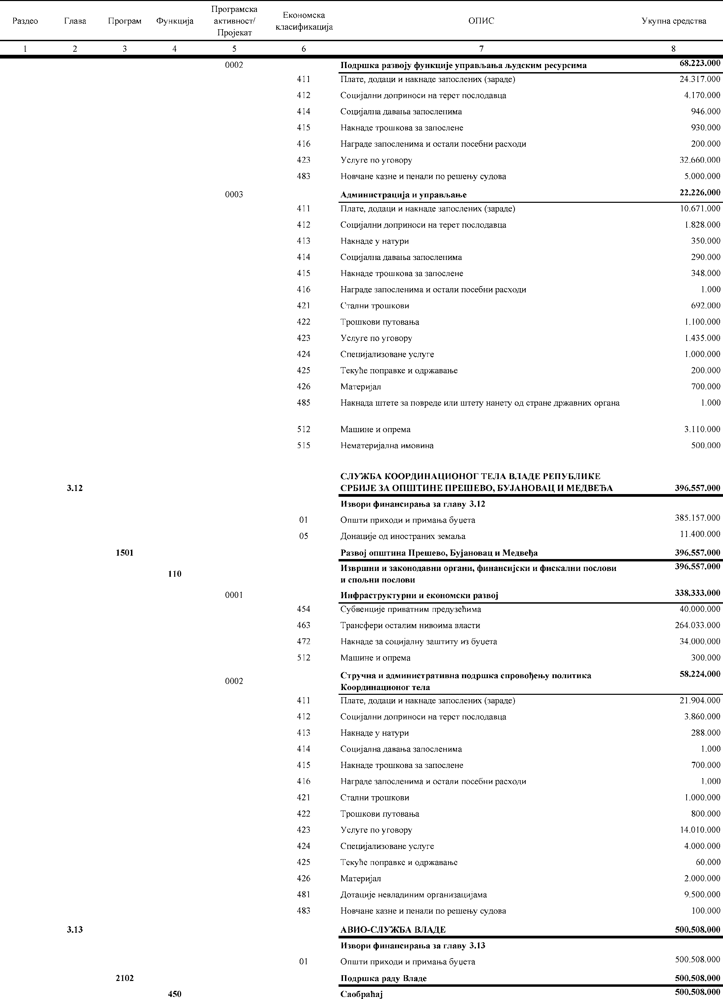 Раздео Глава Програм Функција Програмска активност/ Пројекат Економска класификација ОПИС Укупна средства
1 2 3 4 5 6 7 8
0002 Подршка развоју функције управљања људским ресурсима 68.223.000
411 Плате, додаци и накнаде запослених (зараде) 24.317.000
412 Социјални доприноси на терет послодавца 4.170.000
414 Социјална давања запосленима 946.000
415 Накнаде трошкова за запослене 930.000
416 Награде запосленима и остали посебни расходи 200.000
423 Услуге по уговору 32.660.000
483 Новчане казне и пенали по решењу судова 5.000.000
0003 Администрација и управљање 22.226.000
411 Плате, додаци и накнаде запослених (зараде) 10.671.000
412 Социјални доприноси на терет послодавца 1.828.000
413 Накнаде у натури 350.000
414 Социјална давања запосленима 290.000
415 Накнаде трошкова за запослене 348.000
416 Награде запосленима и остали посебни расходи 1.000
421 Стални трошкови 692.000
422 Трошкови путовања 1.100.000
423 Услуге по уговору 1.435.000
424 Специјализоване услуге 1.000.000
425 Текуће поправке и одржавање 200.000
426 Материјал 700.000
485 Накнада штете за повреде или штету нанету од стране државних органа 1.000
512 Машине и опрема 3.110.000
515 Нематеријална имовина 500.000
СЛУЖБА КООРДИНАЦИОНОГ ТЕЛА ВЛАДЕ РЕПУБЛИКЕ
3.12 СРБИЈЕ ЗА ОПШТИНЕ ПРЕШЕВО, БУЈАНОВАЦ И МЕДВЕЂА 396.557.000
Извори финансирања за главу 3.12
01 Општи приходи и примања буџета 385.157.000
05 Донације од иностраних земаља 11.400.000
1501 Развој општина Прешево, Бујановац и Медвеђа 396.557.000
110 Извршни и законодавни органи, финансијски и фискални послови 396.557.000
и спољни послови
0001 Инфраструктурни и економски развој 338.333.000
454 Субвенције приватним предузећима 40.000.000
463 Трансфери осталим нивоима власти 264.033.000
472 Накнаде за социјалну заштиту из буџета 34.000.000
512 Машине и опрема 300.000
0002 Стручна и административна подршка спровођењу политика 58.224.000
Координационог тела
411 Плате, додаци и накнаде запослених (зараде) 21.904.000
412 Социјални доприноси на терет послодавца 3.860.000
413 Накнаде у натури 288.000
414 Социјална давања запосленима 1.000
415 Накнаде трошкова за запослене 700.000
416 Награде запосленима и остали посебни расходи 1.000
421 Стални трошкови 1.000.000
422 Трошкови путовања 800.000
423 Услуге по уговору 14.010.000
424 Специјализоване услуге 4.000.000
425 Текуће поправке и одржавање 60.000
426 Материјал 2.000.000
481 Дотације невладиним организацијама 9.500.000
483 Новчане казне и пенали по решењу судова 100.000
3.13 АВИО-СЛУЖБА ВЛАДЕ 500.508.000
Извори финансирања за главу 3.13
01 Општи приходи и примања буџета 500.508.000
2102 Подршка раду Владе 500.508.000
450 Саобраћај 500.508.000